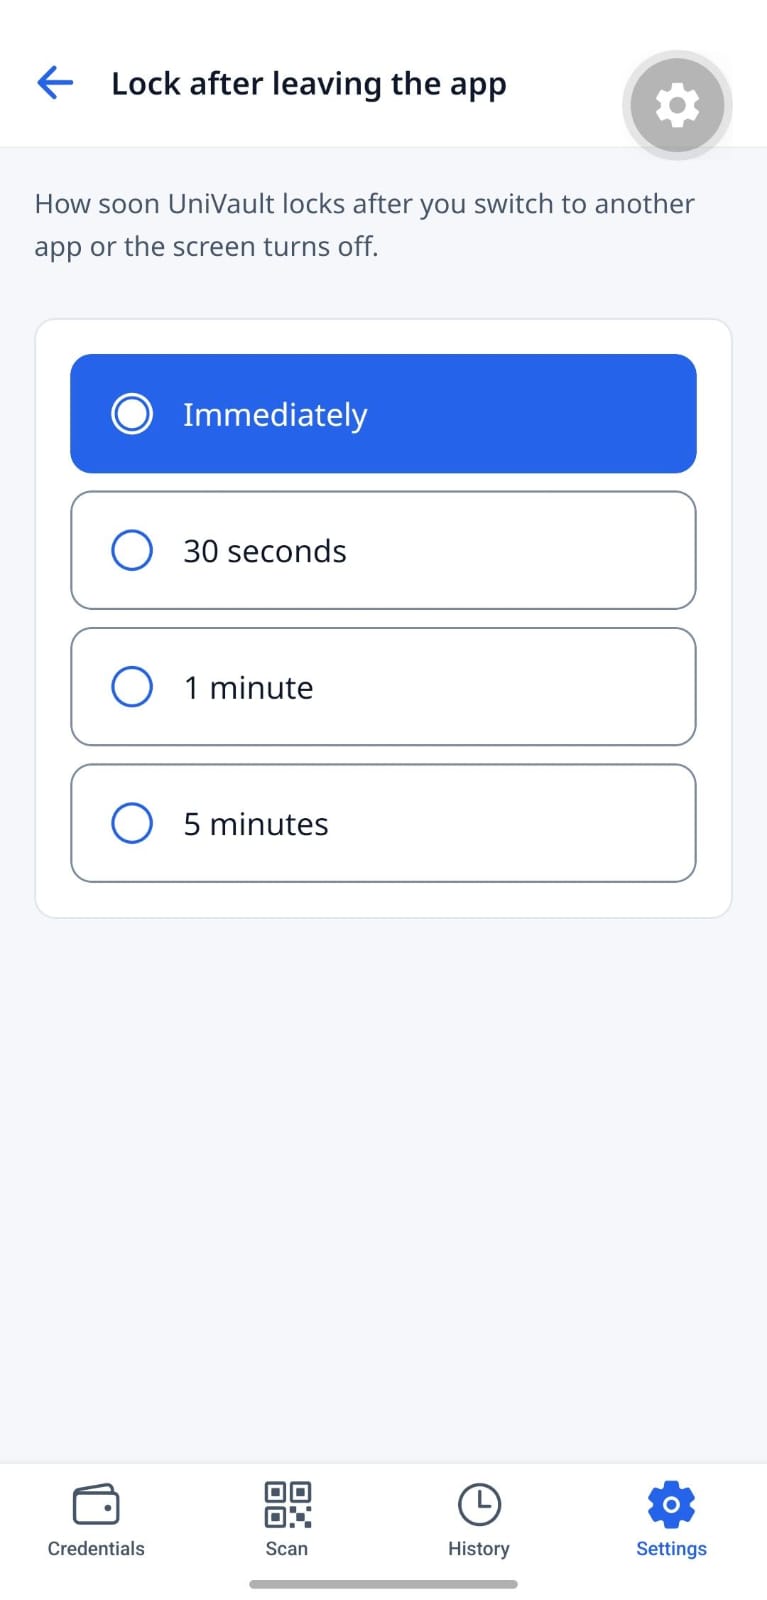 Lock after leaving the app
How soon UniVault locks after you switch to another
app or the screen turns off.
Immediately
30 seconds
1 minute
5 minutes
Credentials
Scan
History
Settings